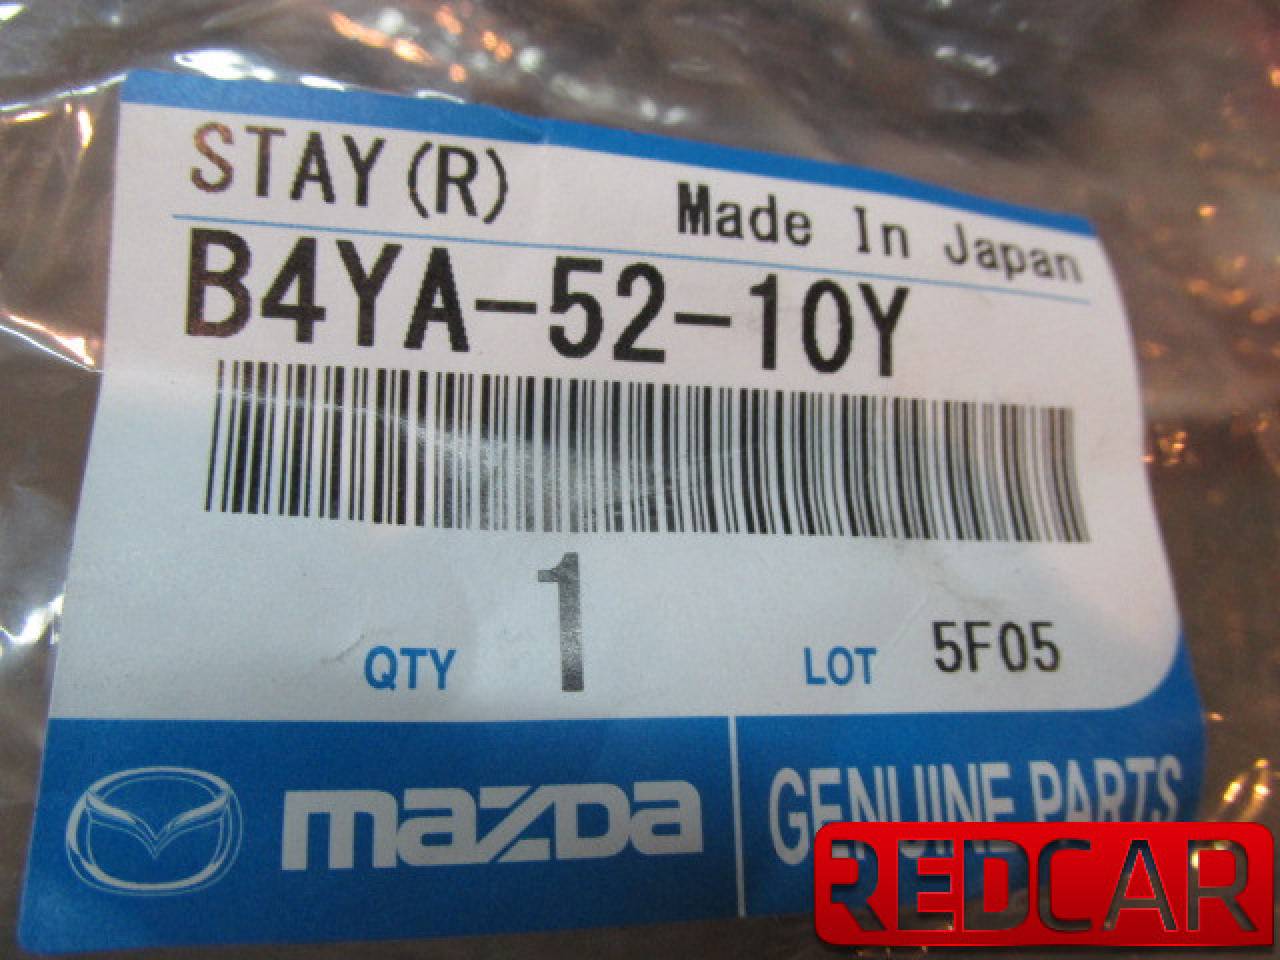 STAY(R) Made In Japan
B4YA-52-10Y
QTY 1 LOT 5F05
mazda GENUINE PARTS
REDCAR